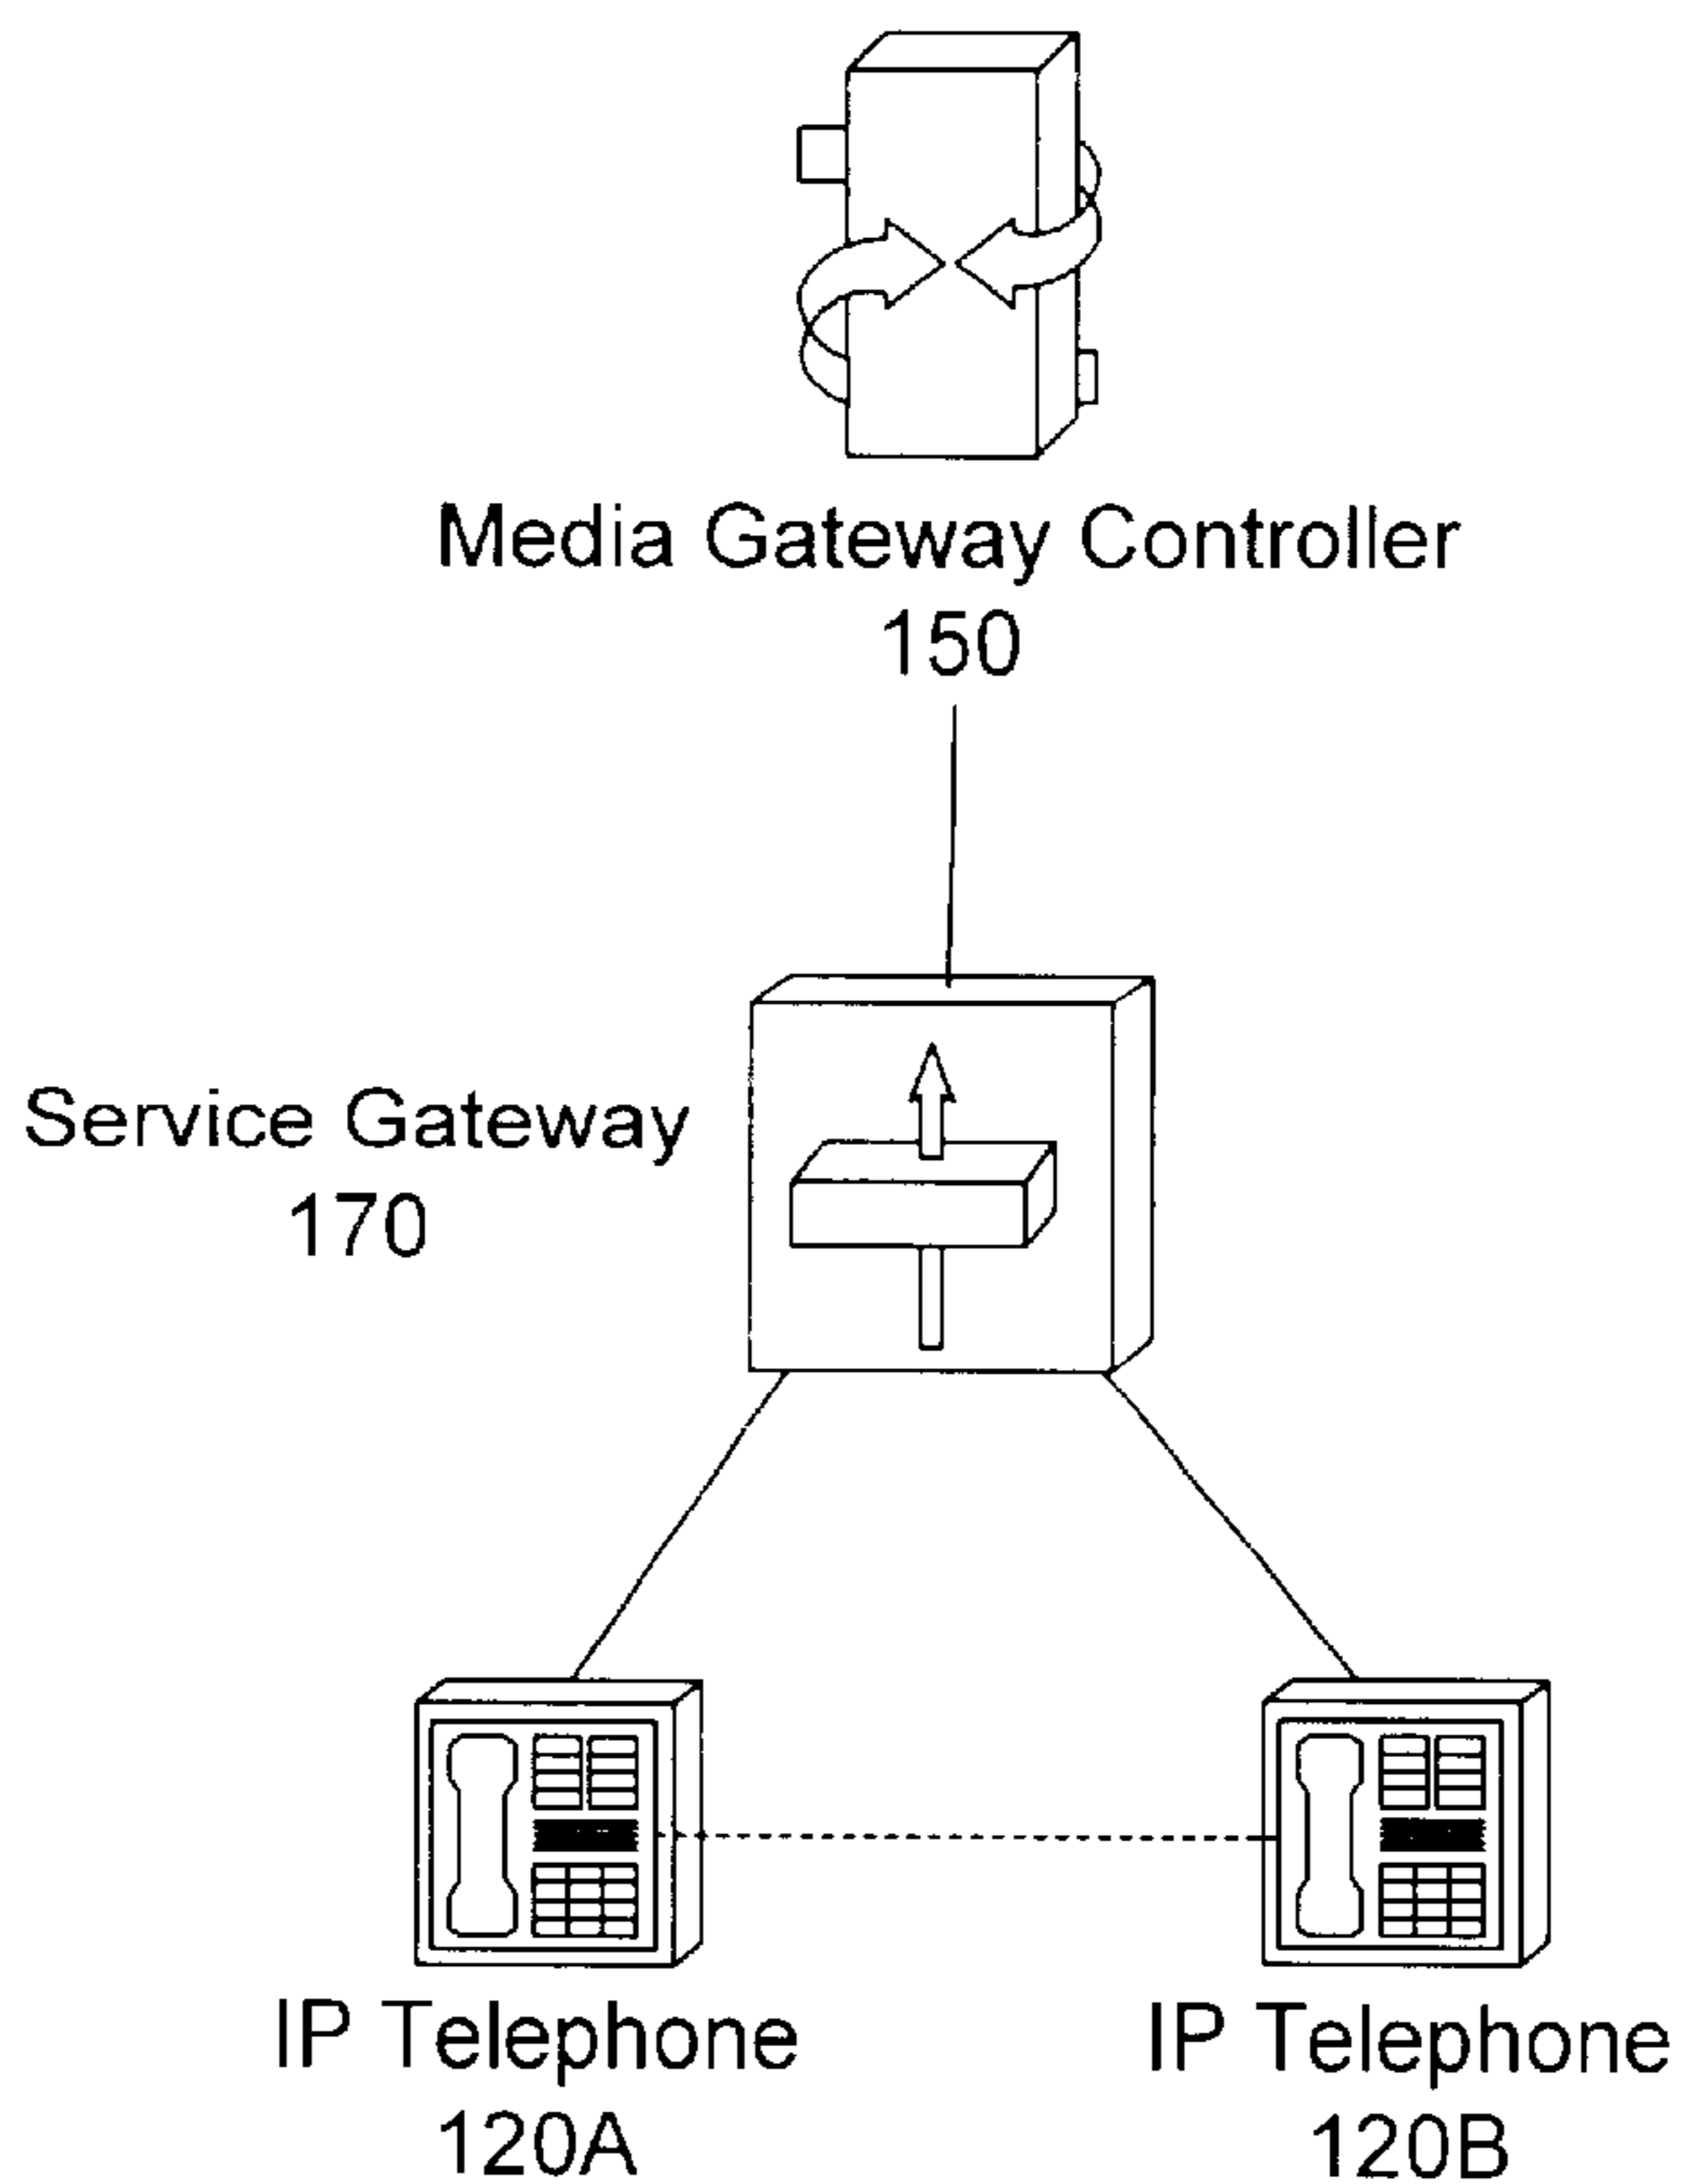 Media Gateway Controller
150
Service Gateway
170
IP Telephone
120A
IP Telephone
120B